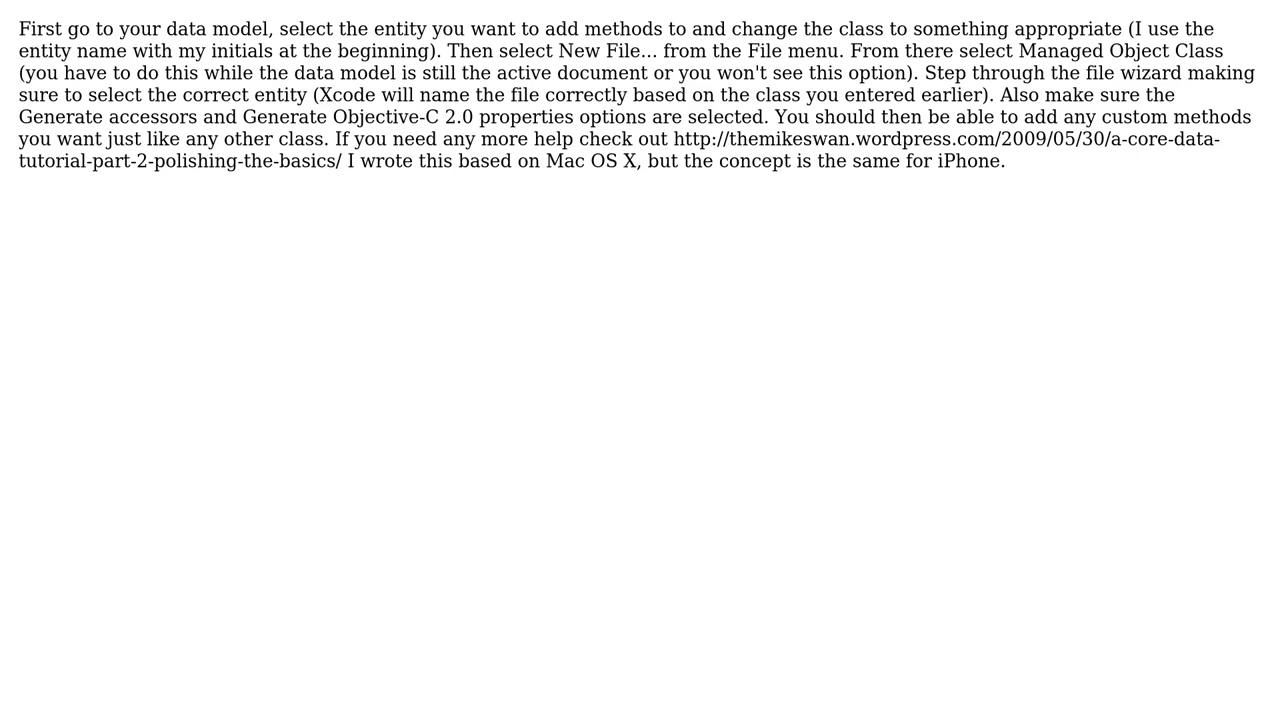 First go to your data model, select the entity you want to add methods to and change the class to something appropriate (I use the
entity name with my initials at the beginning). Then select New File... from the File menu. From there select Managed Object Class
(you have to do this while the data model is still the active document or you won't see this option). Step through the file wizard making
sure to select the correct entity (Xcode will name the file correctly based on the class you entered earlier). Also make sure the
Generate accessors and Generate Objective-C 2.0 properties options are selected. You should then be able to add any custom methods
you want just like any other class. If you need any more help check out http://themikeswan.wordpress.com/2009/05/30/a-core-data-
tutorial-part-2-polishing-the-basics/ I wrote this based on Mac OS X, but the concept is the same for iPhone.